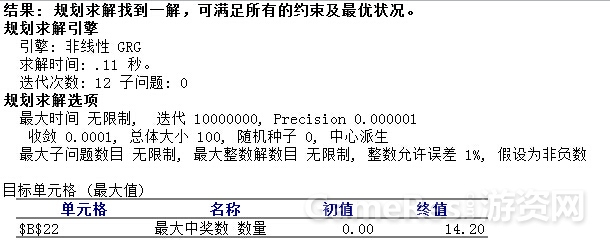 结果: 规划求解找到一解，可满足所有的约束及最优状况。
规划求解引擎
引擎: 非线性 GRG
求解时间: .11 秒。
迭代次数: 12 子问题: 0
规划求解选项
最大时间 无限制, 迭代 10000000, Precision 0.000001
收敛 0.0001, 总体大小 100, 随机种子 0, 中心派生
最大子问题数目 无限制, 最大整数解数目 无限制, 整数允许误差 1%, 假设为非负数
目标单元格 (最大值)
单元格 名称 初值 终值
$B$22 最大中奖数 数量 0.00 14.20
GameRes游资网